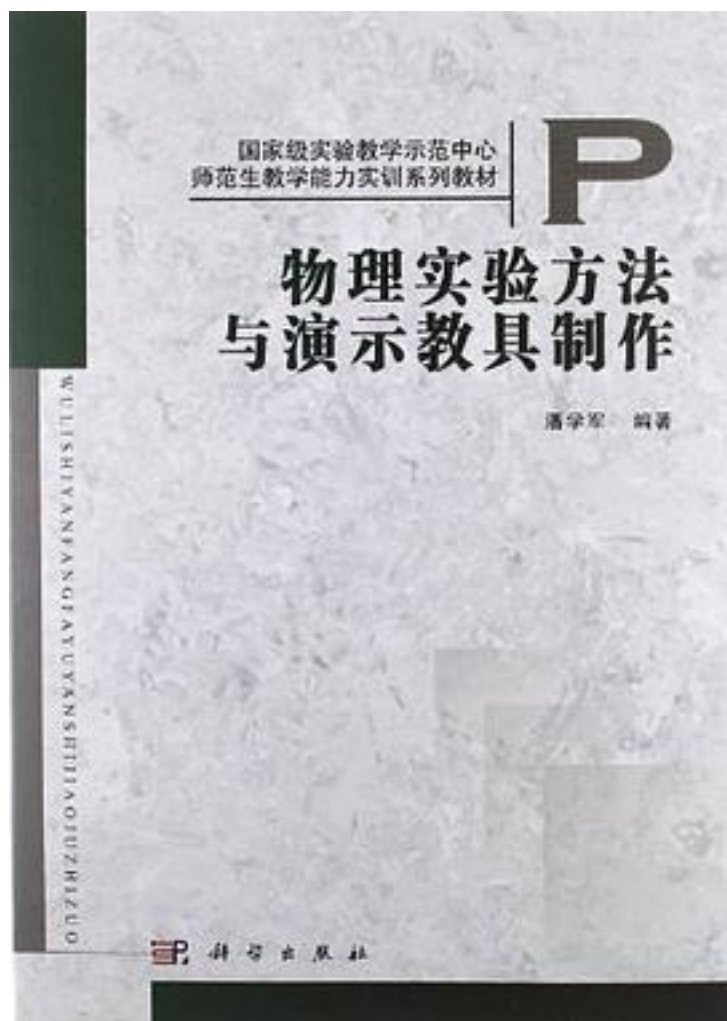 国家级实验教学示范中心
师范生教学能力实训系列教材
P
物理实验方法
与演示教具制作
潘学军 编著
WULISHIYANFANGFAYUYANSHIJIAOJUZHIZUO
科学出版社